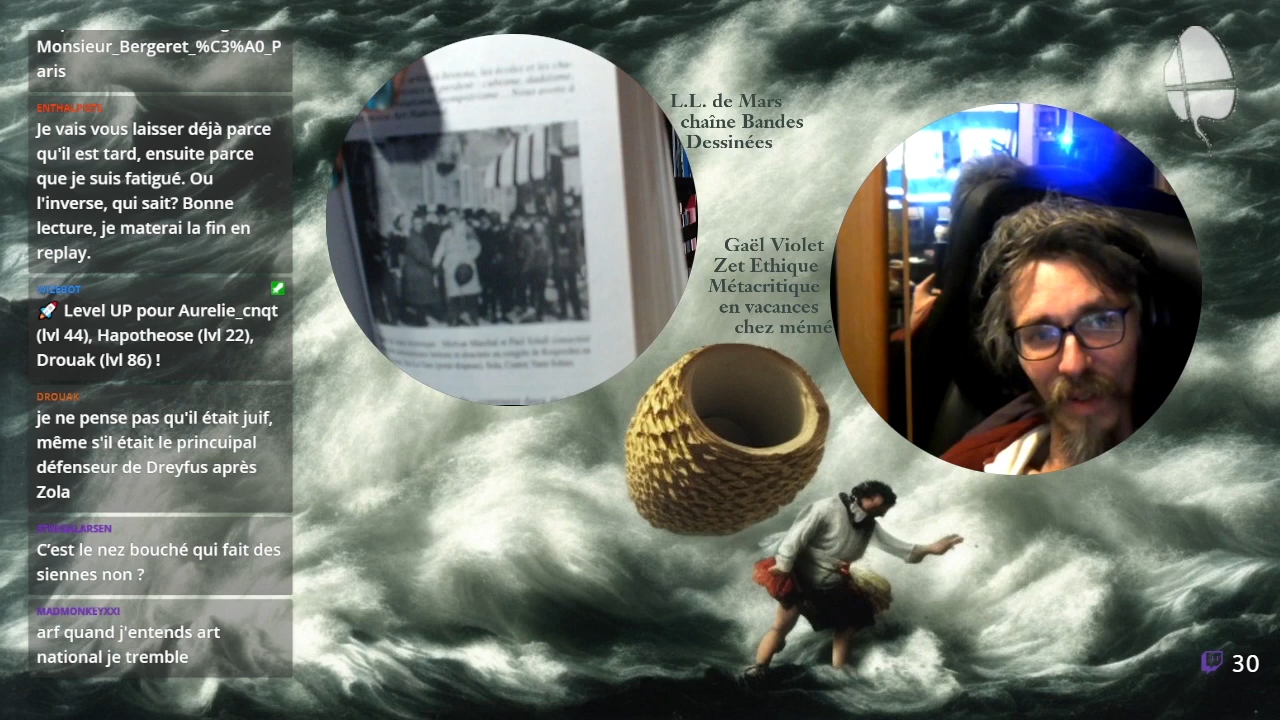 Monsieur_Bergeret_%C3%A0_P
aris
Je vais vous laisser déjà parce
qu'il est tard, ensuite parce
que je suis fatigué. Ou
l'inverse, qui sait? Bonne
lecture, je materai la fin en
replay.
WIZEBOT
🚀 Level UP pour Aurelie_cnqt
(lvl 44), Hapotheose (lvl 22),
Drouak (lvl 86) !
DROUAK
je ne pense pas qu'il était juif,
même s'il était le princuipal
défenseur de Dreyfus après
Zola
C’est le nez bouché qui fait des
siennes non ?
MADMONKEYXXI
arf quand j'entends art
national je tremble
L.L. de Mars
chaîne Bandes
Dessinées
Gaël Violet
Zet Ethique
Métacritique
en vacances
chez mémé
30